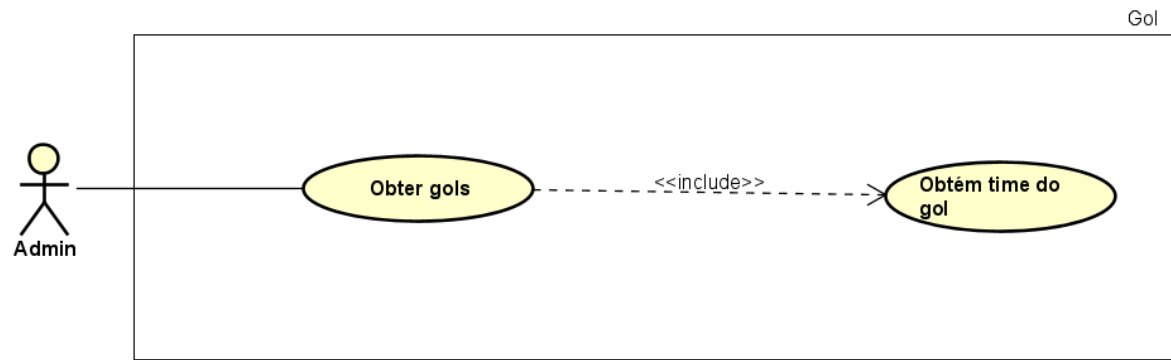 Gol
Obter gols
<<include>>
Obtém time do
gol
Admin